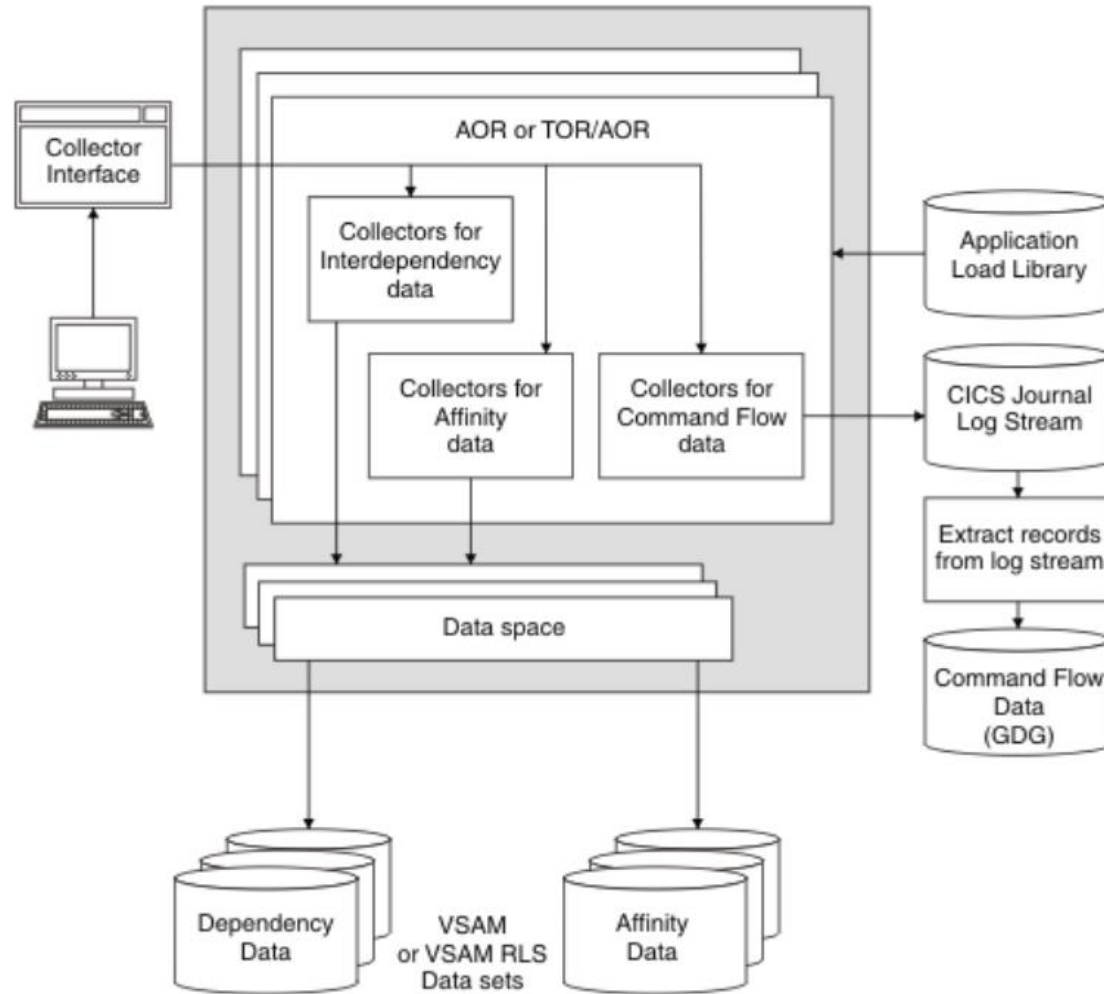 AOR or TOR/AOR
Collector
Interface
Collectors for
Interdependency
data
Application
Load Library
Collectors for
Affinity
data
Collectors for
Command Flow
data
CICS Journal
Log Stream
Extract records
from log stream
Data space
Command Flow
Data
(GDG)
Dependency
Data
VSAM
or VSAM RLS
Data sets
Affinity
Data